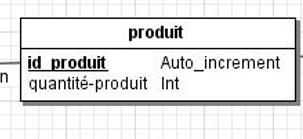 produit
id_produit Auto_increment
quantité-produit Int
n